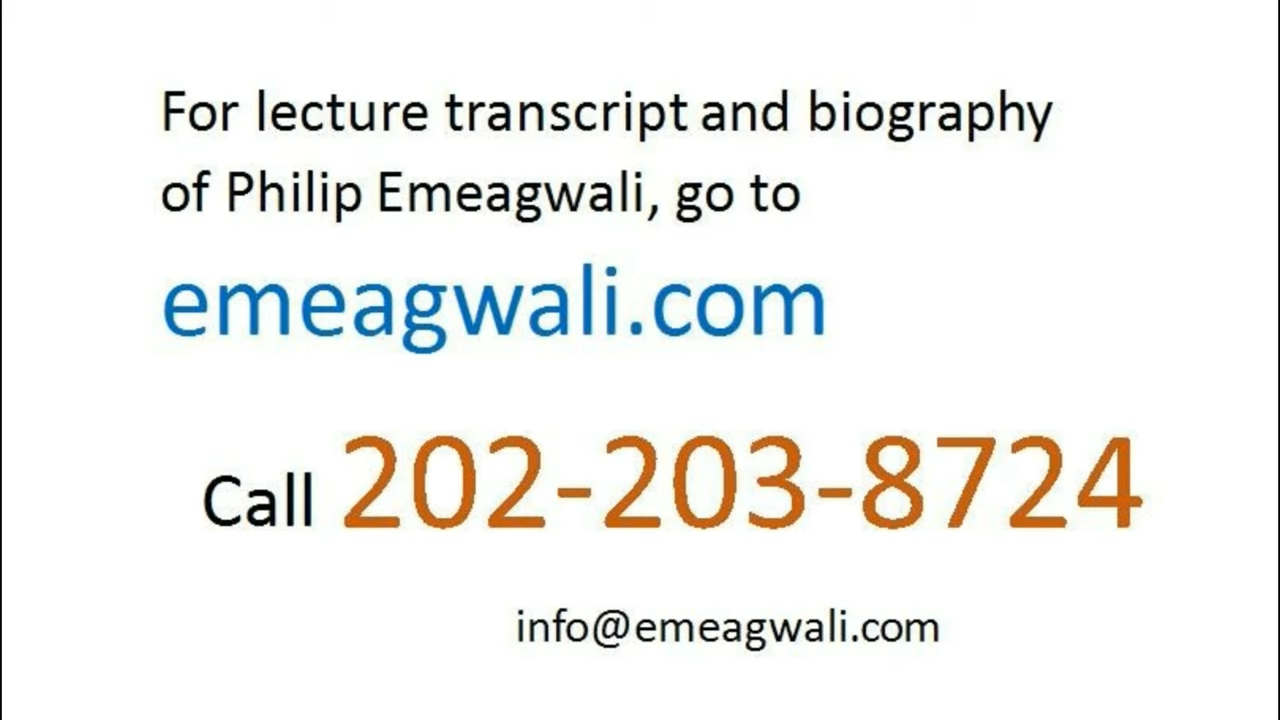 For lecture transcript and biography
of Philip Emeagwali, go to
emeagwali.com
Call 202-203-8724
info@emeagwali.com